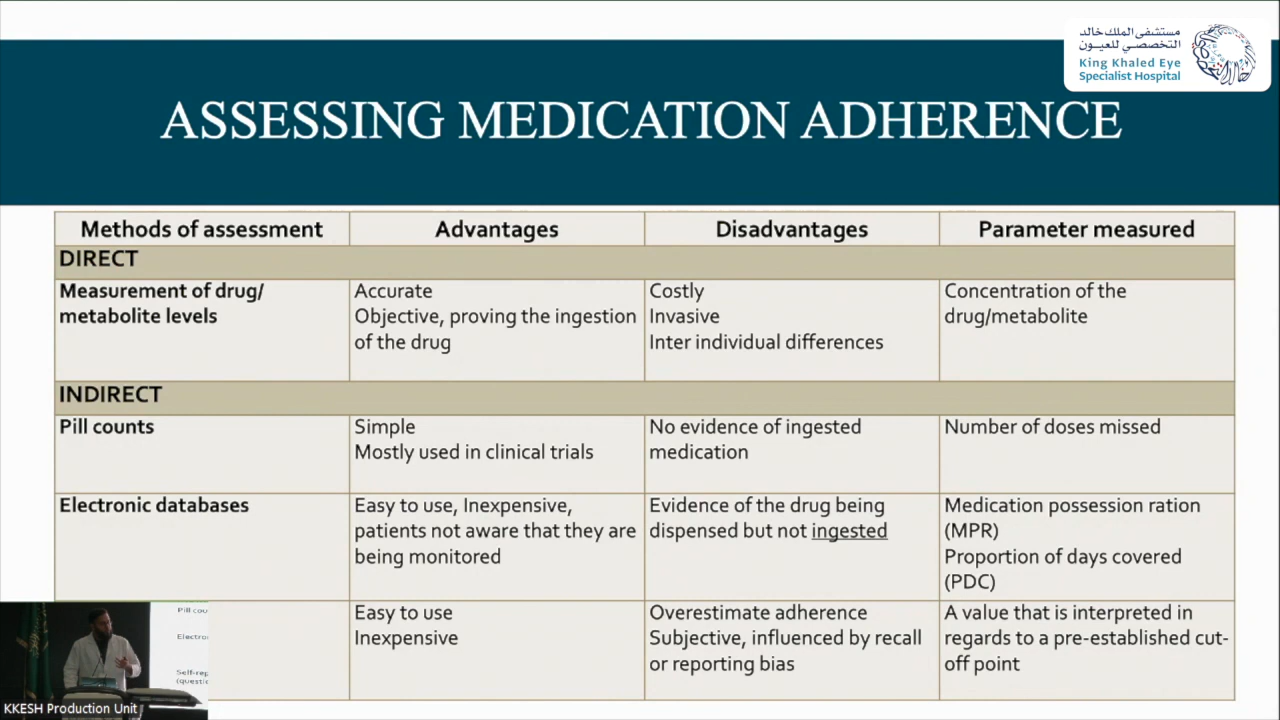 مستشفى الملك خالد
التخصصي للعيون
King Khaled Eye
Specialist Hospital
ASSESSING MEDICATION ADHERENCE
Methods of assessment
Advantages
Disadvantages
Parameter measured
DIRECT
Measurement of drug/
metabolite levels
Accurate
Objective, proving the ingestion
of the drug
Costly
Invasive
Inter individual differences
Concentration of the
drug/metabolite
INDIRECT
Pill counts
Simple
Mostly used in clinical trials
No evidence of ingested
medication
Number of doses missed
Electronic databases
Easy to use, Inexpensive,
patients not aware that they are
being monitored
Evidence of the drug being
dispensed but not ingested
Medication possession ration
(MPR)
Proportion of days covered
(PDC)
Easy to use
Inexpensive
Overestimate adherence
Subjective, influenced by recall
or reporting bias
A value that is interpreted in
regards to a pre-established cut-
off point
Pill cou
Electro
Self-rep
(questi
KKESH Production Unit